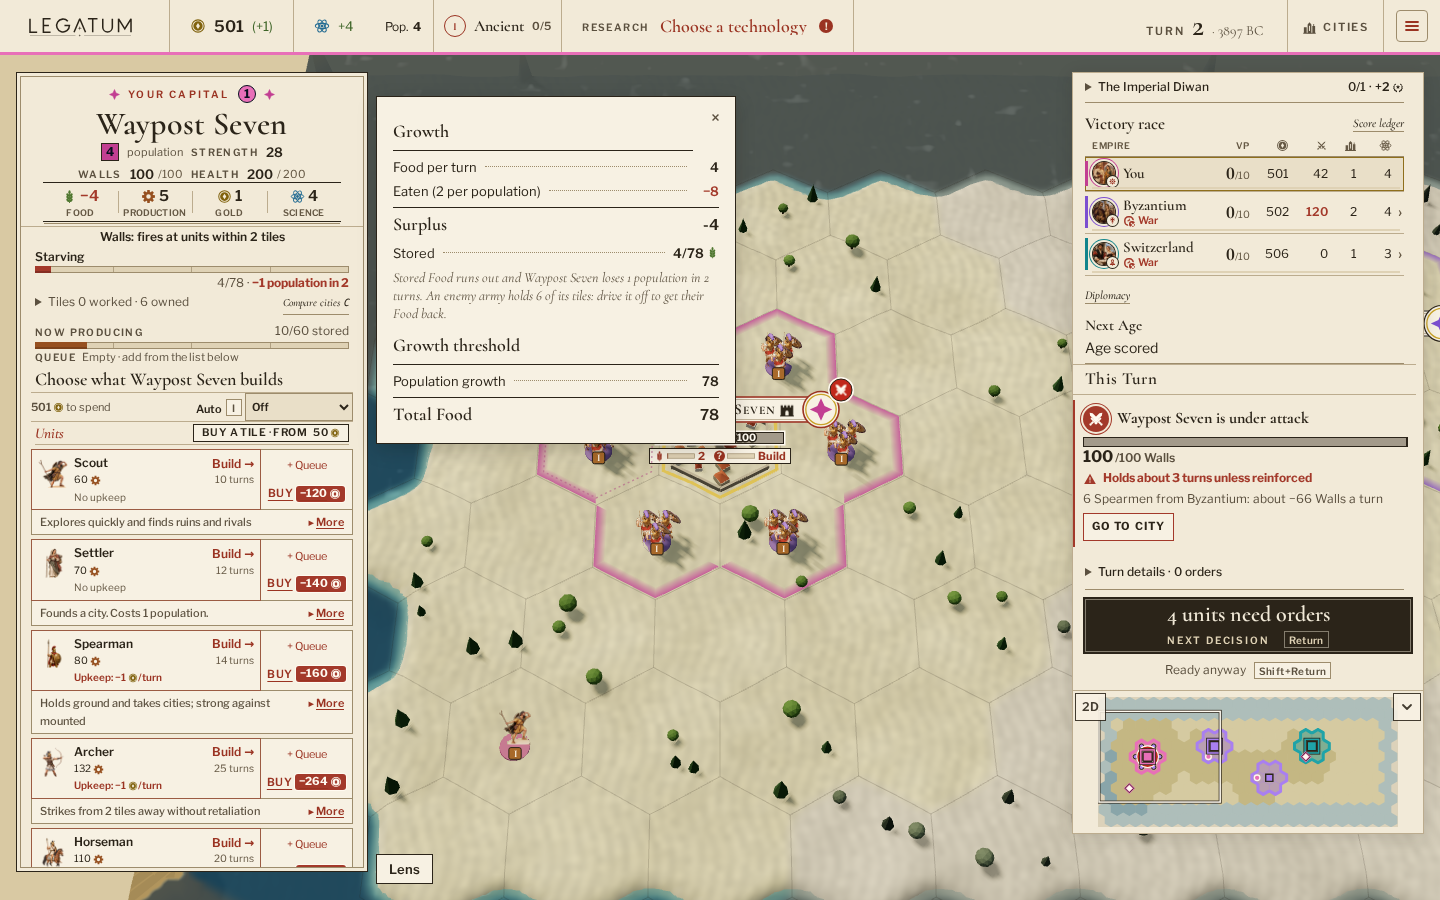 LEGATUM
501 (+1)
+4
Pop. 4
I Ancient 0/5
RESEARCH Choose a technology !
TURN 2 · 3897 BC
CITIES
YOUR CAPITAL 1
Waypost Seven
4 population STRENGTH 28
WALLS 100 /100 HEALTH 200 /200
−4 5 1 4
FOOD PRODUCTION GOLD SCIENCE
Walls: fires at units within 2 tiles
Starving
4/78 · −1 population in 2
Tiles 0 worked · 6 owned
Compare cities C
NOW PRODUCING 10/60 stored
QUEUE Empty · add from the list below
Choose what Waypost Seven builds
501 to spend Auto I Off
Units BUY A TILE · FROM 50
Scout Build → + Queue
60 10 turns
No upkeep BUY −120
Explores quickly and finds ruins and rivals ▸ More
Settler Build → + Queue
70 12 turns
No upkeep BUY −140
Founds a city. Costs 1 population. ▸ More
Spearman Build → + Queue
80 14 turns
Upkeep: −1 /turn BUY −160
Holds ground and takes cities; strong against mounted ▸ More
Archer Build → + Queue
132 25 turns
Upkeep: −1 /turn BUY −264
Strikes from 2 tiles away without retaliation ▸ More
Horseman Build → + Queue
110 20 turns
×
Growth
Food per turn 4
Eaten (2 per population) −8
Surplus -4
Stored 4/78
Stored Food runs out and Waypost Seven loses 1 population in 2
turns. An enemy army holds 6 of its tiles: drive it off to get their
Food back.
Growth threshold
Population growth 78
Total Food 78
SEVEN
100
2 ? Build
I
I
I
I
I
I
Lens
The Imperial Diwan 0/1 · +2
Victory race Score ledger
EMPIRE VP
You 0/10 501 42 1 4
Byzantium 0/10 502 120 2 4 ›
War
Switzerland 0/10 506 0 1 3 ›
War
Diplomacy
Next Age
Age scored
This Turn
Waypost Seven is under attack
100 /100 Walls
Holds about 3 turns unless reinforced
6 Spearmen from Byzantium: about −66 Walls a turn
GO TO CITY
Turn details · 0 orders
4 units need orders
NEXT DECISION Return
Ready anyway Shift+Return
2D